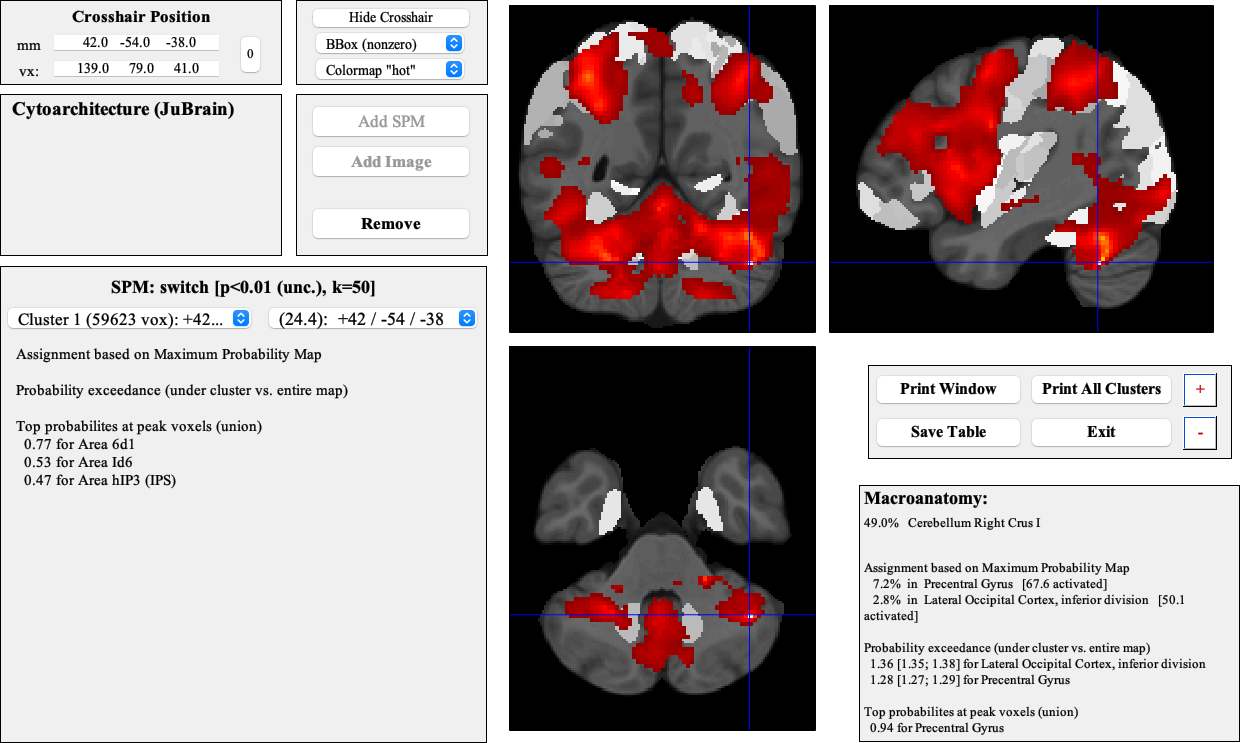 Crosshair Position
mm 42.0 -54.0 -38.0
vx: 139.0 79.0 41.0
0
Hide Crosshair
BBox (nonzero)
Colormap "hot"
Cytoarchitecture (JuBrain)
Add SPM
Add Image
Remove
SPM: switch [p<0.01 (unc.), k=50]
Cluster 1 (59623 vox): +42...
(24.4): +42 / -54 / -38
Assignment based on Maximum Probability Map
Probability exceedance (under cluster vs. entire map)
Top probabilites at peak voxels (union)
0.77 for Area 6d1
0.53 for Area Id6
0.47 for Area hIP3 (IPS)
Print Window
Print All Clusters
+
Save Table
Exit
-
Macroanatomy:
49.0% Cerebellum Right Crus I
Assignment based on Maximum Probability Map
7.2% in Precentral Gyrus [67.6 activated]
2.8% in Lateral Occipital Cortex, inferior division [50.1
activated]
Probability exceedance (under cluster vs. entire map)
1.36 [1.35; 1.38] for Lateral Occipital Cortex, inferior division
1.28 [1.27; 1.29] for Precentral Gyrus
Top probabilites at peak voxels (union)
0.94 for Precentral Gyrus